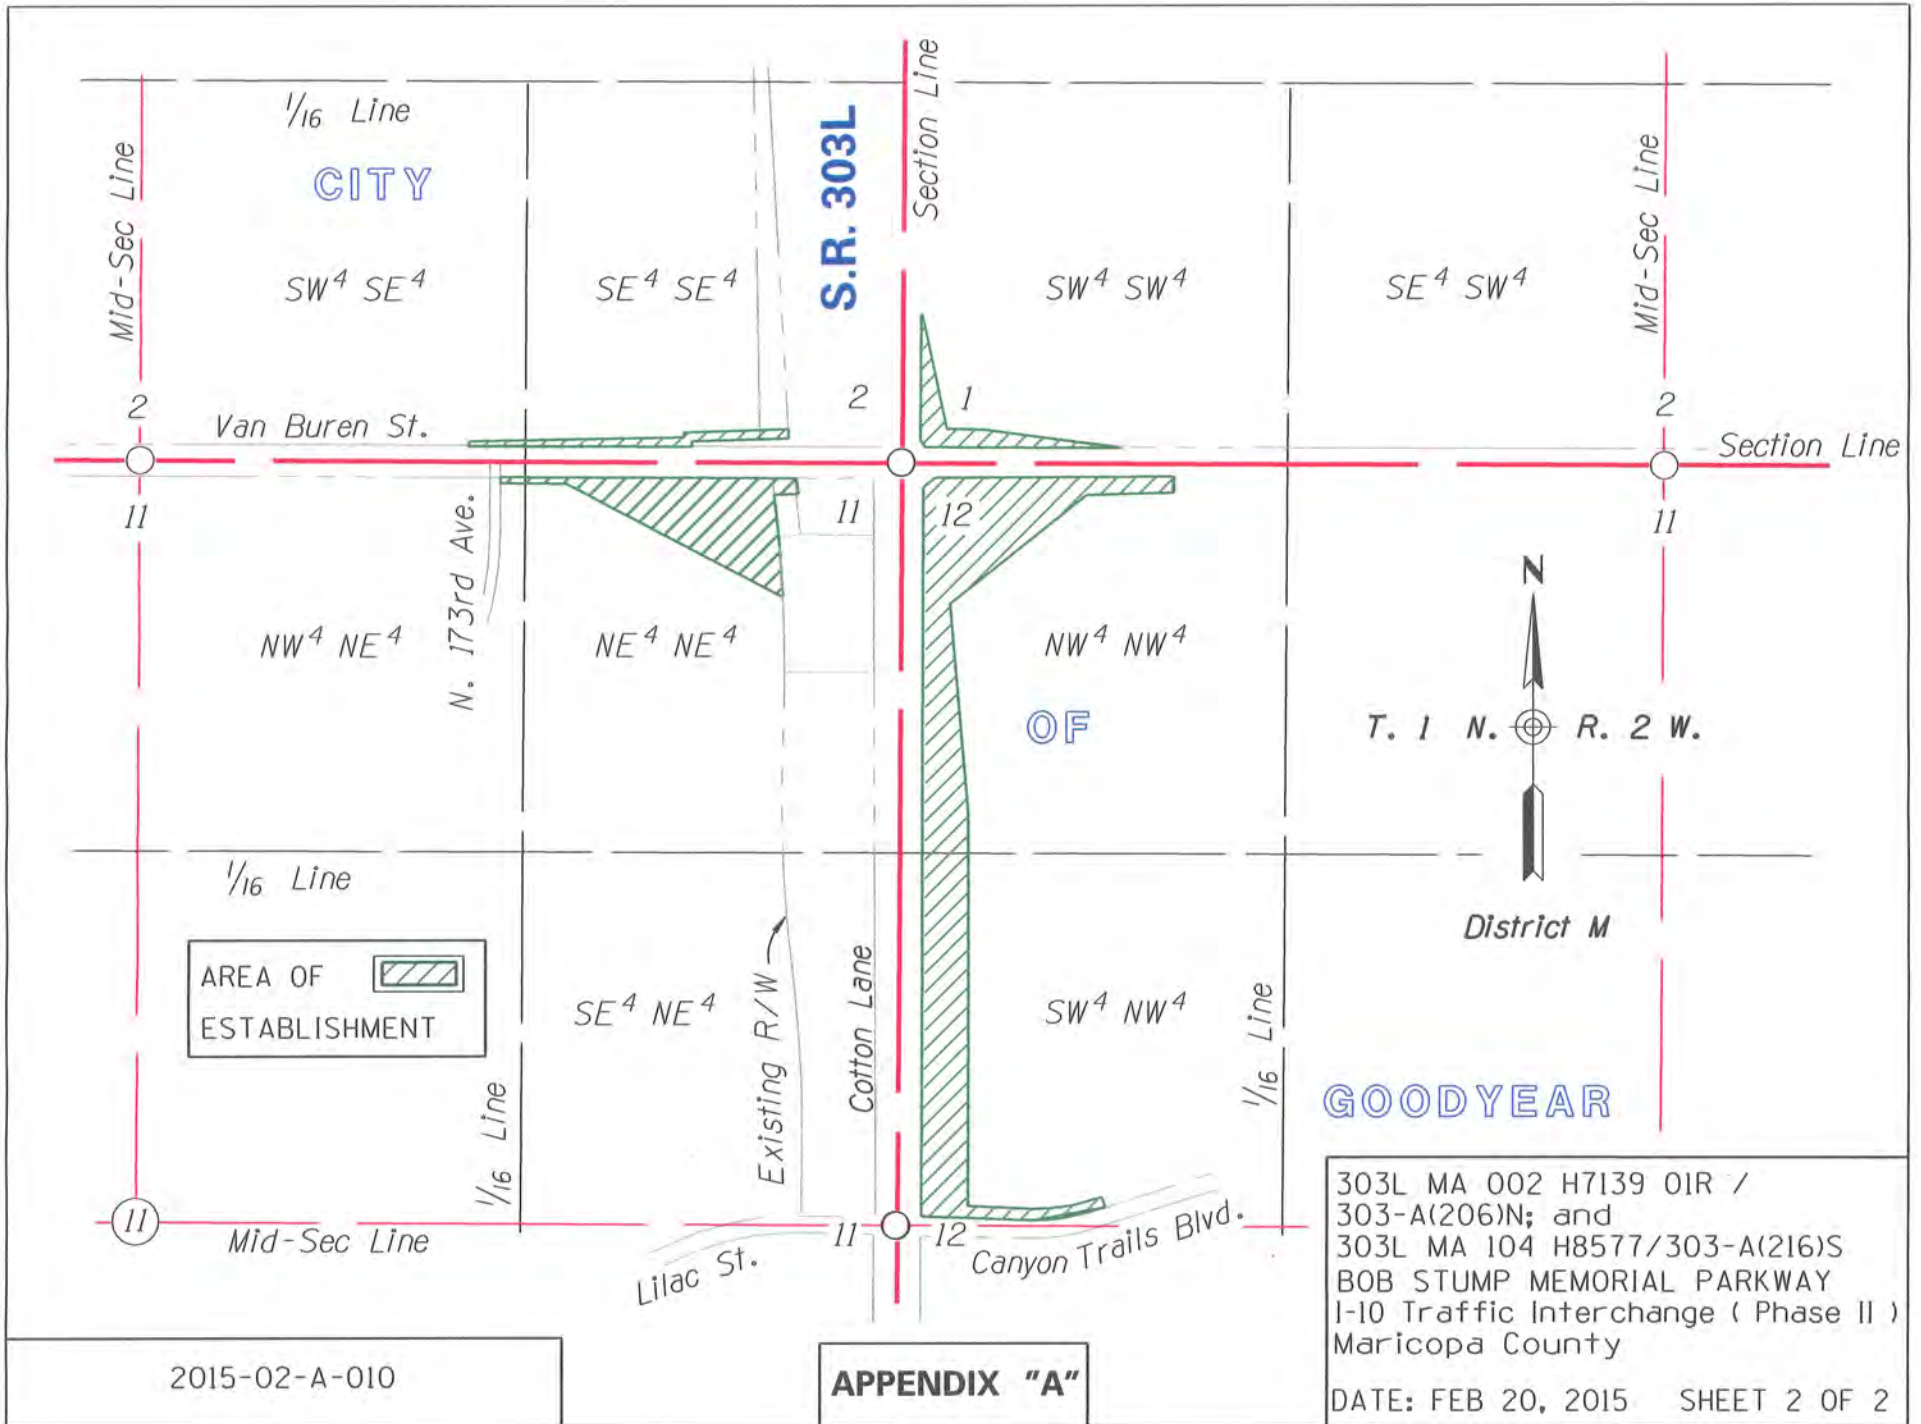 1/16 Line
CITY
Mid-Sec Line
S.R. 303L
Section Line
Mid-Sec Line
SW4 SE4
SE4 SE4
SW4 SW4
SE4 SW4
2
2
1
2
Van Buren St.
Section Line
11
11
12
11
N. 173rd Ave.
N
NW4 NE4
NE4 NE4
NW4 NW4
OF
T. 1 N.
R. 2 W.
1/16 Line
District M
AREA OF
ESTABLISHMENT
SE4 NE4
Existing R/W
Cotton Lane
SW4 NW4
1/16 Line
1/16 Line
GOODYEAR
11
Mid-Sec Line
Lilac St.
11
12
Canyon Trails Blvd.
303L MA 002 H7139 01R /
303-A(206)N; and
303L MA 104 H8577/303-A(216)S
BOB STUMP MEMORIAL PARKWAY
I-10 Traffic Interchange ( Phase II )
Maricopa County
DATE: FEB 20, 2015 SHEET 2 OF 2
2015-02-A-010
APPENDIX "A"